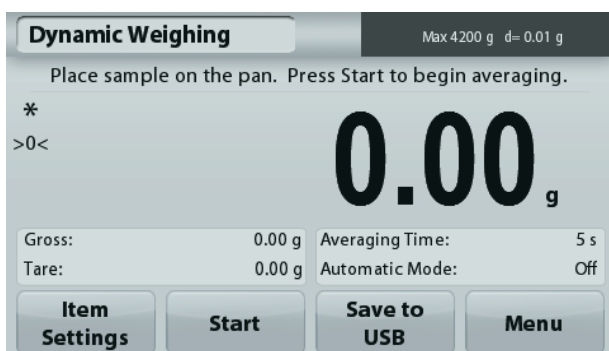 Dynamic Weighing
Max 4200 g d= 0.01 g
Place sample on the pan. Press Start to begin averaging.
*
>0<
0.00 g
Gross: 0.00 g
Tare: 0.00 g
Averaging Time: 5 s
Automatic Mode: Off
Item
Settings
Start
Save to
USB
Menu